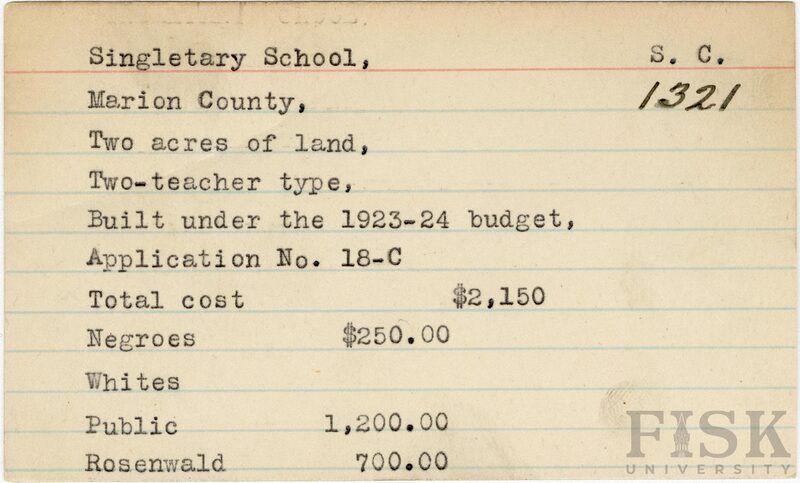 Singletary School, S. C.
Marion County, 1321
Two acres of land,
Two-teacher type,
Built under the 1923-24 budget,
Application No. 18-C
Total cost $2,150
Negroes $250.00
Whites
Public 1,200.00
Rosenwald 700.00
FISK
UNIVERSITY